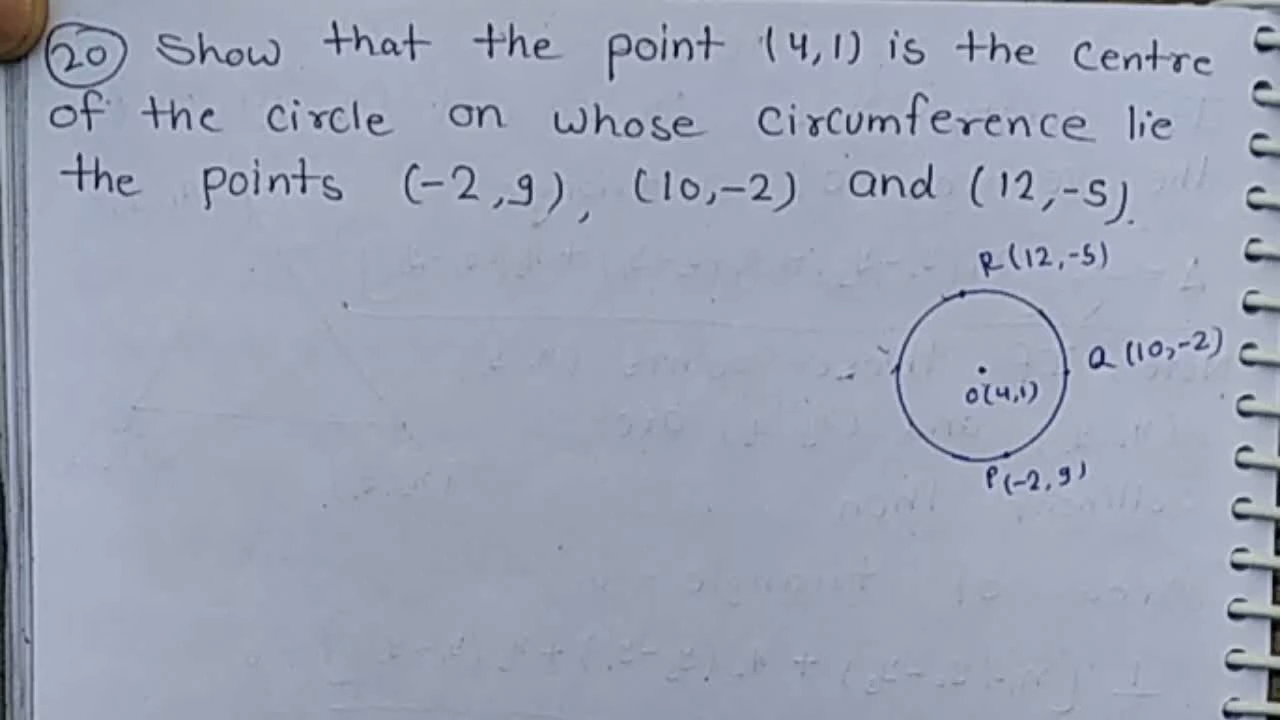 20 Show that the point (4,1) is the centre
of the circle on whose circumference lie
the points (-2,9), (10,-2) and (12,-5).
R(12,-5)
Q(10,-2)
O(4,1)
P(-2,9)